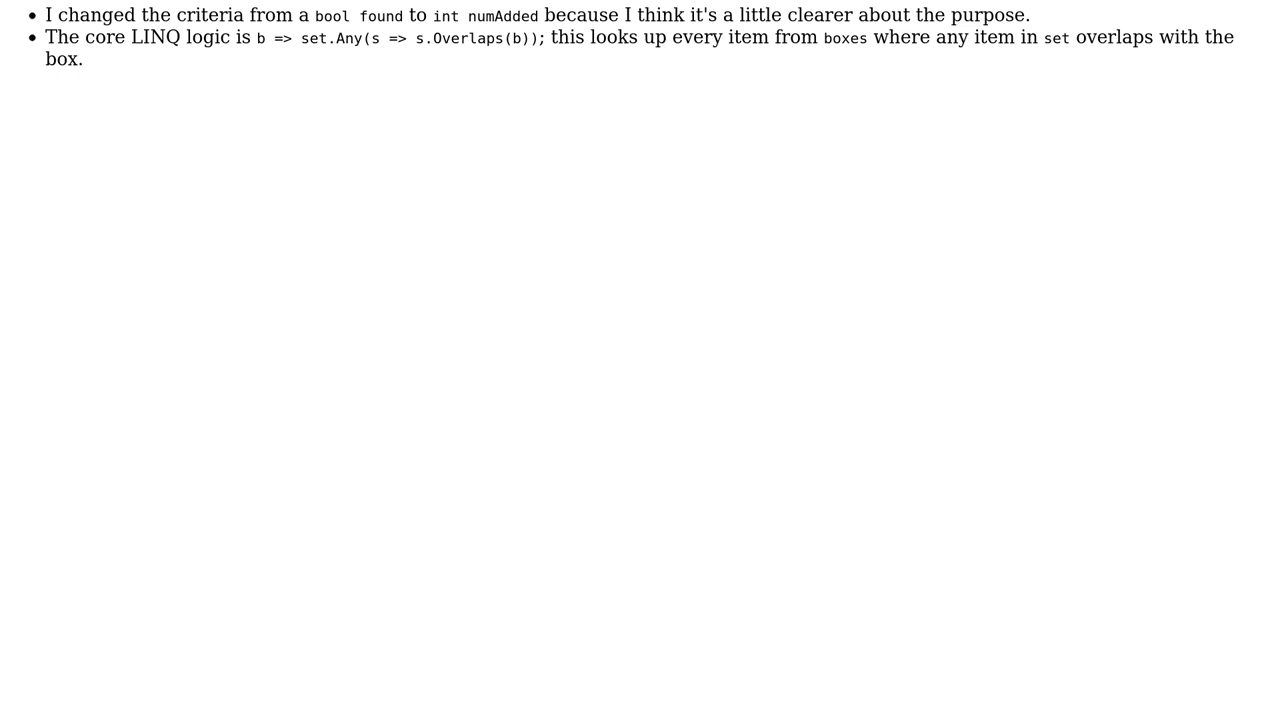 • I changed the criteria from a bool found to int numAdded because I think it's a little clearer about the purpose.
• The core LINQ logic is b => set.Any(s => s.Overlaps(b)); this looks up every item from boxes where any item in set overlaps with the
box.